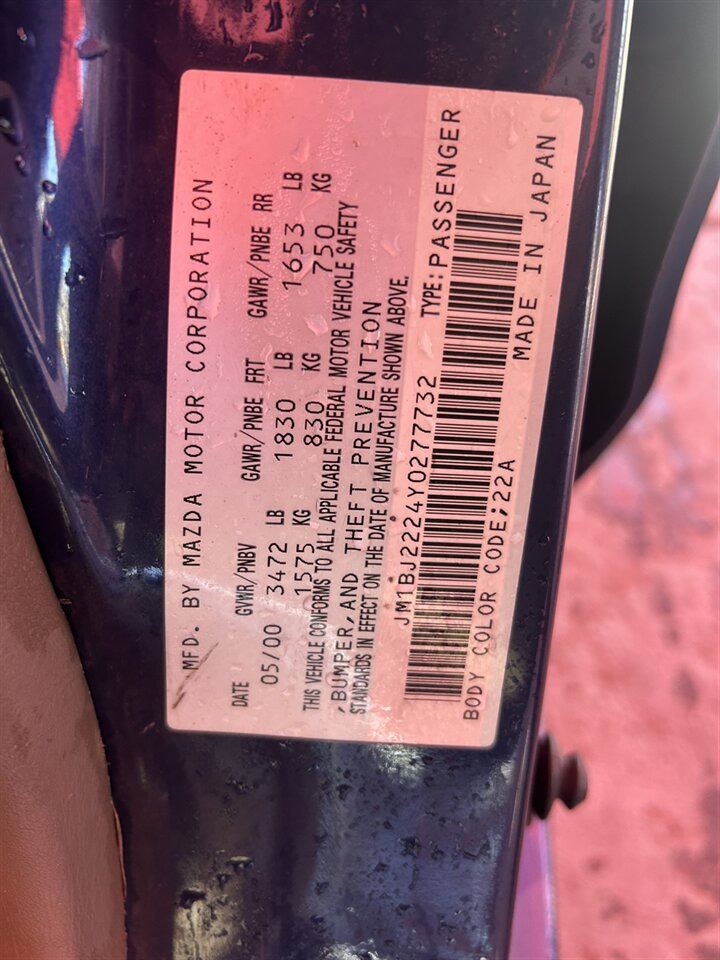 MFD. BY MAZDA MOTOR CORPORATION
DATE GVWR/PNBV GAWR/PNBE FRT GAWR/PNBE RR
05/00 3472 LB 1830 LB 1653 LB
1575 KG 830 KG 750 KG
THIS VEHICLE CONFORMS TO ALL APPLICABLE FEDERAL MOTOR VEHICLE SAFETY
,BUMPER,AND THEFT PREVENTION
STANDARDS IN EFFECT ON THE DATE OF MANUFACTURE SHOWN ABOVE.
JM1BJ2224Y0277732 TYPE:PASSENGER
BODY COLOR CODE;22A MADE IN JAPAN